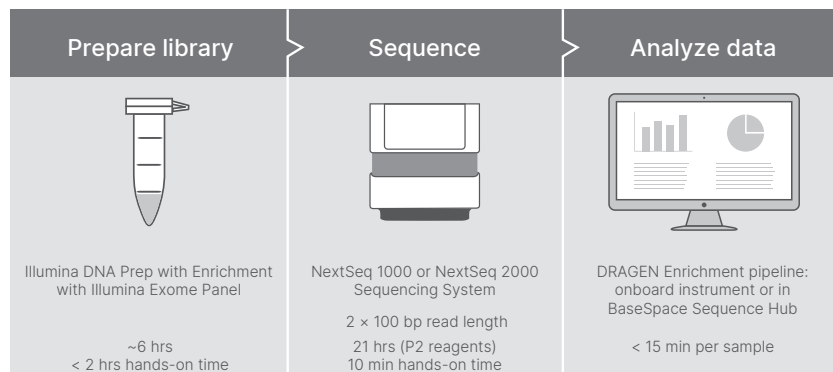 Prepare library
Sequence
Analyze data
Illumina DNA Prep with Enrichment
with Illumina Exome Panel
~6 hrs
< 2 hrs hands-on time
NextSeq 1000 or NextSeq 2000
Sequencing System
2 × 100 bp read length
21 hrs (P2 reagents)
10 min hands-on time
DRAGEN Enrichment pipeline:
onboard instrument or in
BaseSpace Sequence Hub
< 15 min per sample